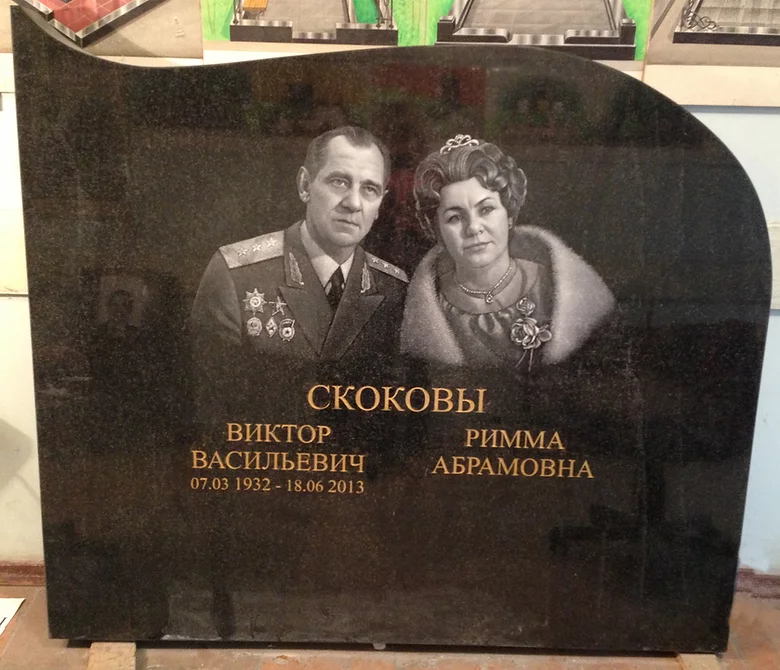 СКОКОВЫ
ВИКТОР
ВАСИЛЬЕВИЧ
07.03 1932 - 18.06 2013
РИММА
АБРАМОВНА